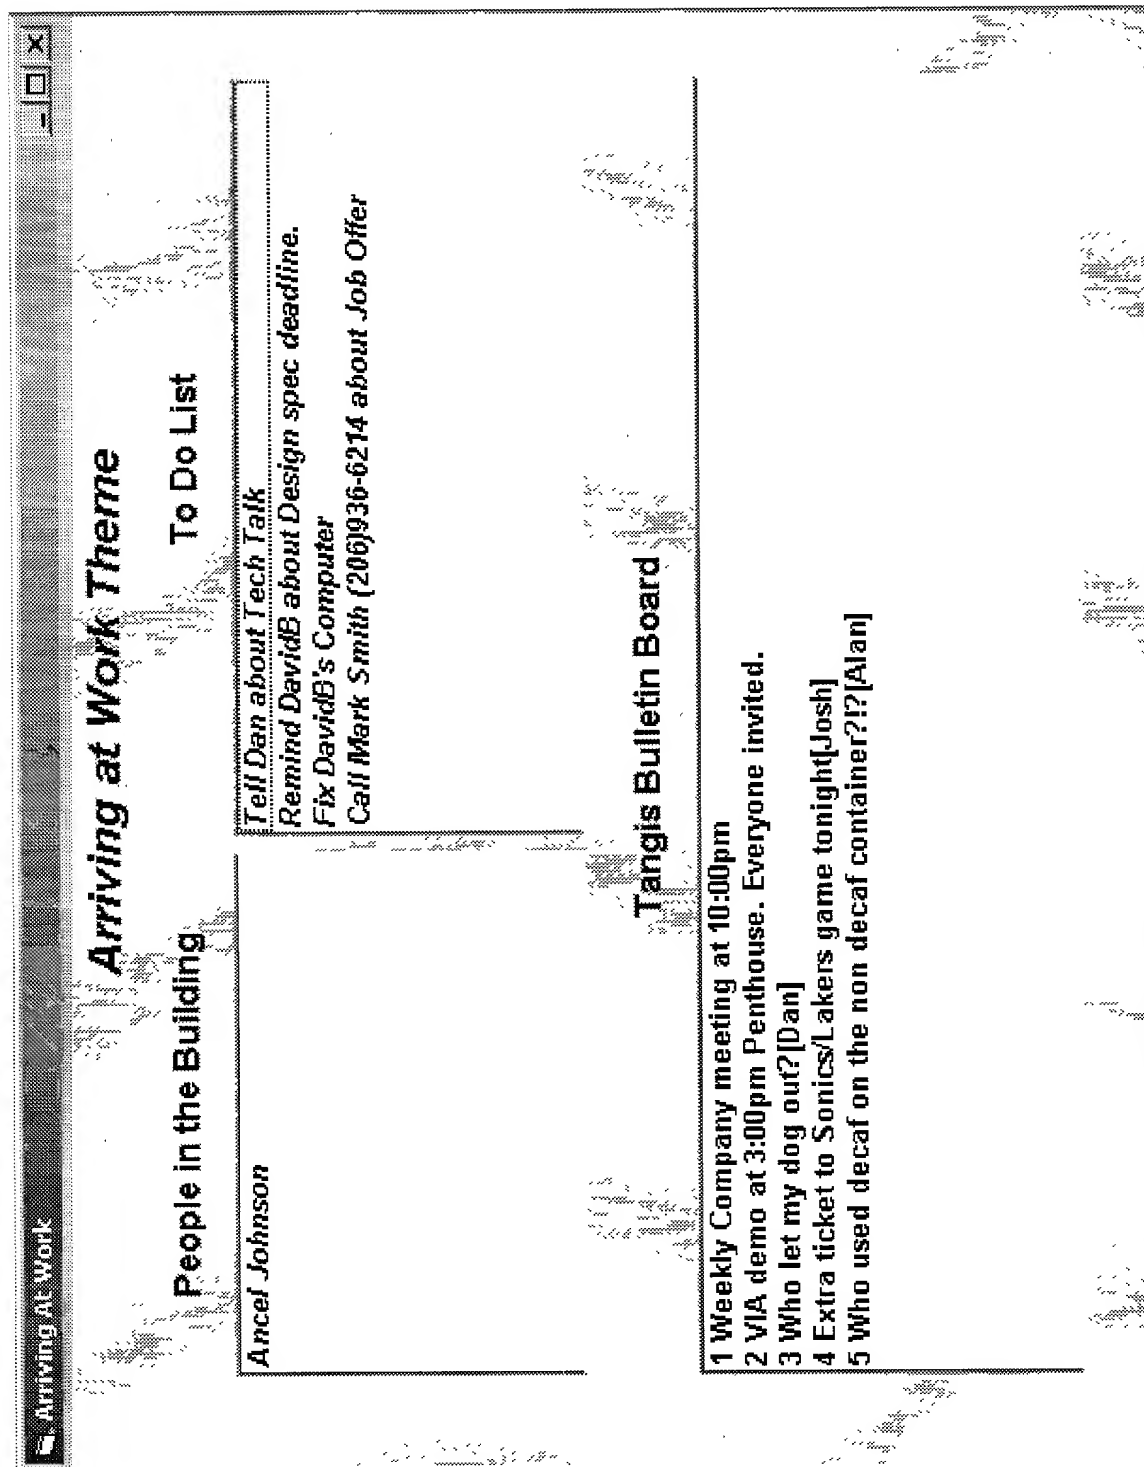 Arriving At Work
Arriving at Work Theme
People in the Building
To Do List
Ancel Johnson
Tell Dan about Tech Talk
Remind DavidB about Design spec deadline.
Fix DavidB's Computer
Call Mark Smith (206)936-6214 about Job Offer
Tangis Bulletin Board
1 Weekly Company meeting at 10:00pm
2 VIA demo at 3:00pm Penthouse. Everyone invited.
3 Who let my dog out?[Dan]
4 Extra ticket to Sonics/Lakers game tonight[Josh]
5 Who used decaf on the non decaf container?!?[Alan]